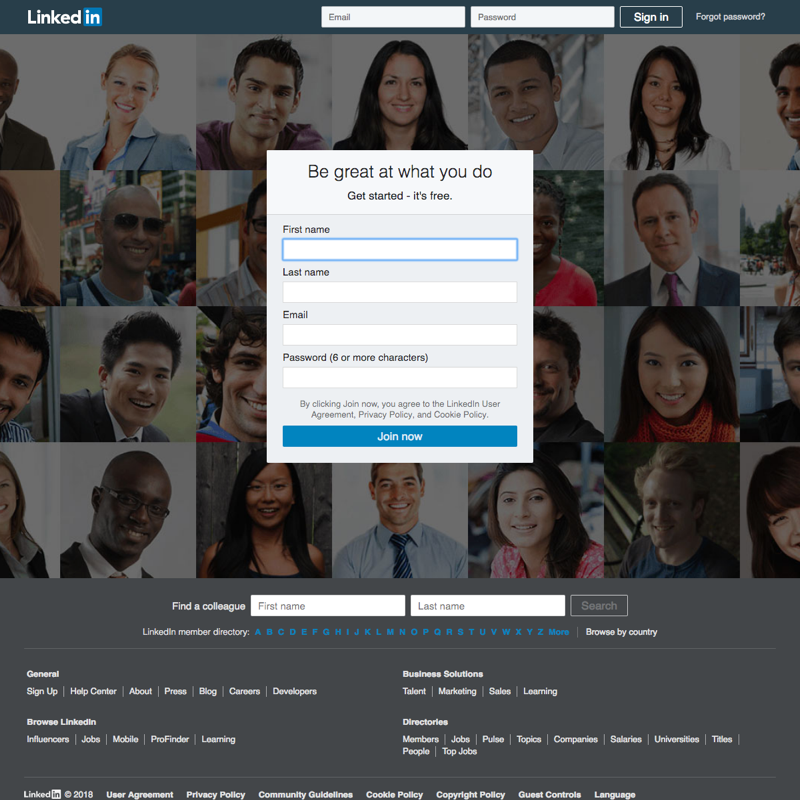 Linked in Email Password Sign in Forgot password?
Be great at what you do
Get started - it's free.
First name
Last name
Email
Password (6 or more characters)
By clicking Join now, you agree to the LinkedIn User
Agreement, Privacy Policy, and Cookie Policy.
Join now
Find a colleague First name Last name Search
LinkedIn member directory: A B C D E F G H I J K L M N O P Q R S T U V W X Y Z More Browse by country
General
Sign Up Help Center About Press Blog Careers Developers
Business Solutions
Talent Marketing Sales Learning
Browse LinkedIn
Influencers Jobs Mobile ProFinder Learning
Directories
Members Jobs Pulse Topics Companies Salaries Universities Titles
People Top Jobs
Linked in © 2018 User Agreement Privacy Policy Community Guidelines Cookie Policy Copyright Policy Guest Controls Language